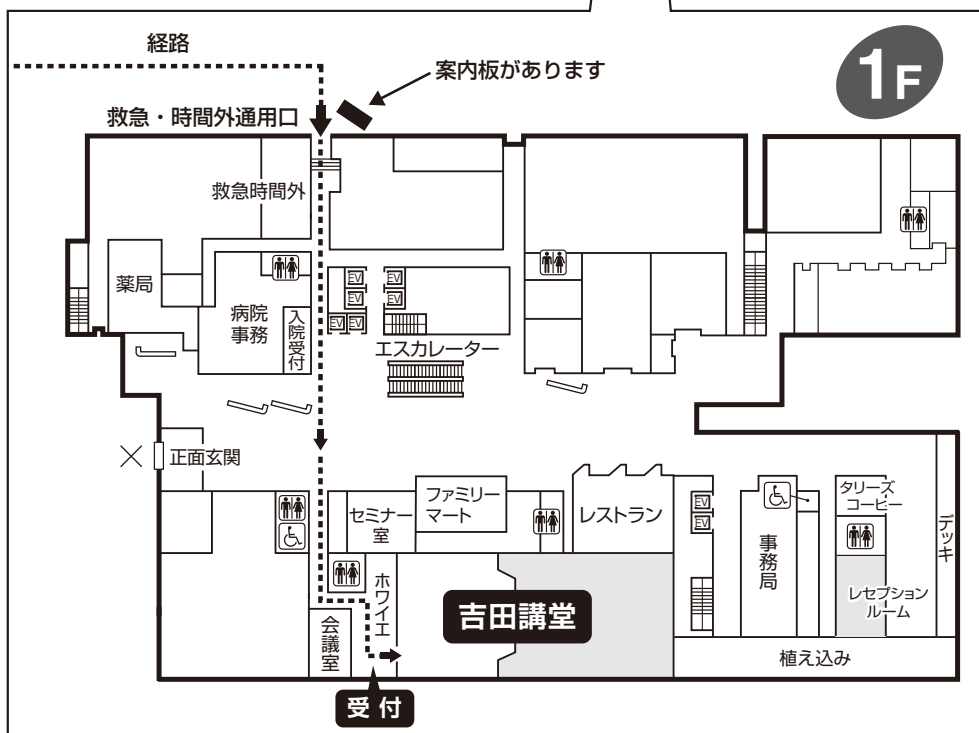 経路
案内板があります
1F
救急・時間外通用口
救急時間外
薬局
病院
事務
入院受付
EV
EV
EV
EV
EV
EV
エスカレーター
正面玄関
セミナー
室
ファミリー
マート
レストラン
EV
EV
事務局
タリーズ
コーヒー
デッキ
ホワイエ
吉田講堂
レセプション
ルーム
会議室
植え込み
受付